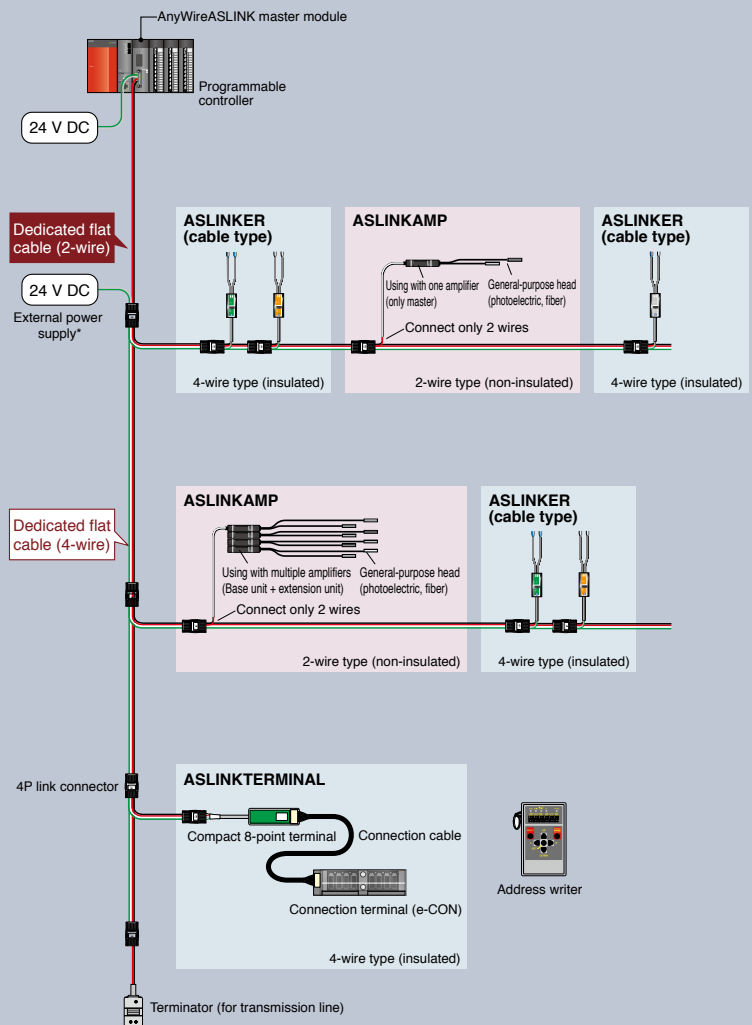 AnyWireASLINK master module
Programmable
controller
24 V DC
Dedicated flat
cable (2-wire)
24 V DC
External power
supply*
ASLINKER
(cable type)
4-wire type (insulated)
ASLINKAMP
Using with one amplifier
(only master)
General-purpose head
(photoelectric, fiber)
Connect only 2 wires
2-wire type (non-insulated)
ASLINKER
(cable type)
4-wire type (insulated)
Dedicated flat
cable (4-wire)
ASLINKAMP
Using with multiple amplifiers
(Base unit + extension unit)
General-purpose head
(photoelectric, fiber)
Connect only 2 wires
2-wire type (non-insulated)
ASLINKER
(cable type)
4-wire type (insulated)
4P link connector
ASLINKTERMINAL
Compact 8-point terminal
Connection cable
Connection terminal (e-CON)
4-wire type (insulated)
Address writer
Terminator (for transmission line)